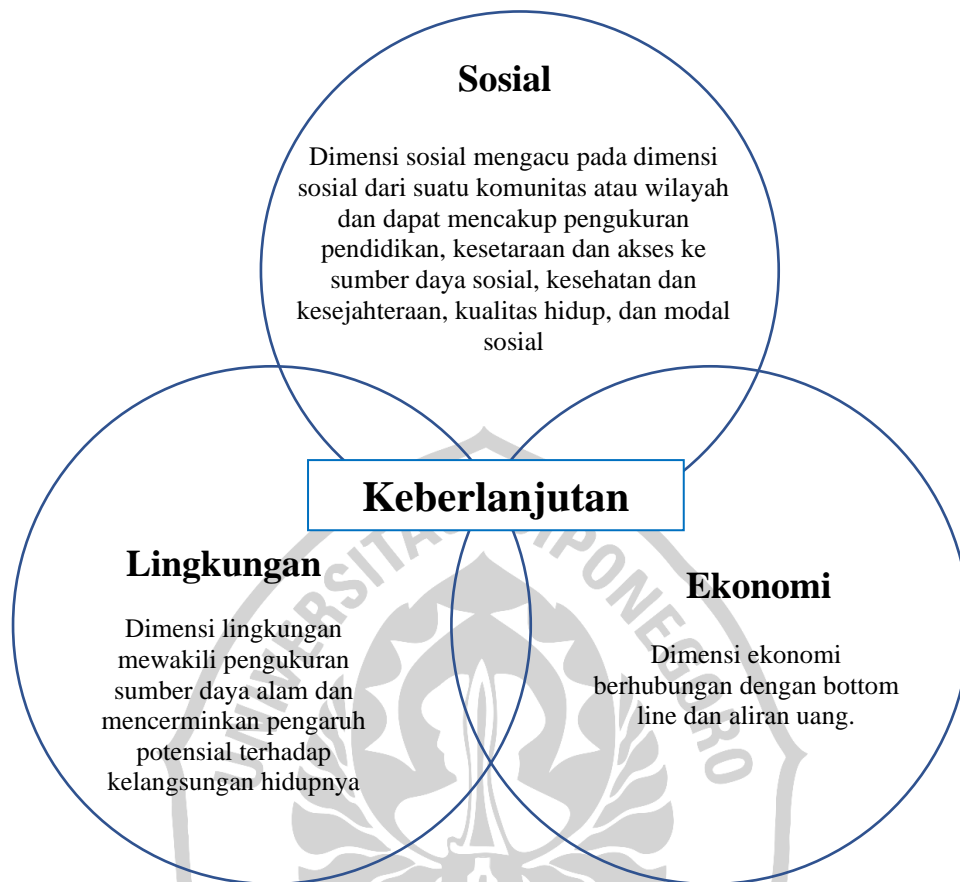 Sosial
Dimensi sosial mengacu pada dimensi
sosial dari suatu komunitas atau wilayah
dan dapat mencakup pengukuran
pendidikan, kesetaraan dan akses ke
sumber daya sosial, kesehatan dan
kesejahteraan, kualitas hidup, dan modal
sosial
Keberlanjutan
Lingkungan
Dimensi lingkungan
mewakili pengukuran
sumber daya alam dan
mencerminkan pengaruh
potensial terhadap
kelangsungan hidupnya
Ekonomi
Dimensi ekonomi
berhubungan dengan bottom
line dan aliran uang.
UNIVERSITAS DIPONEGORO